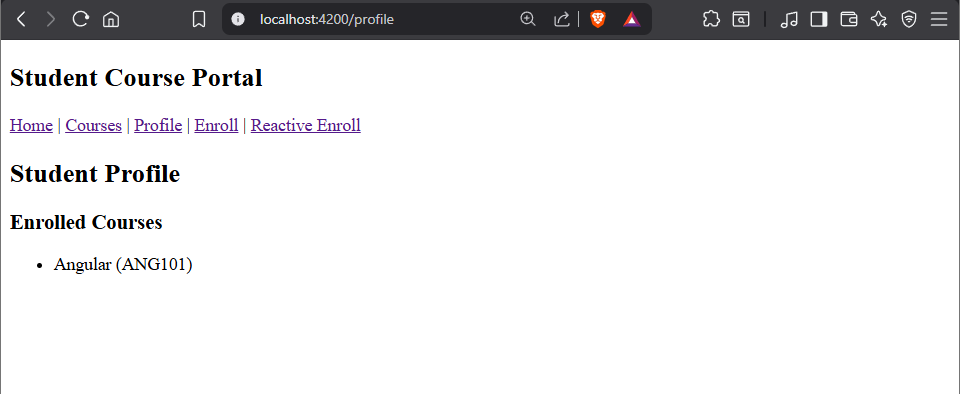 localhost:4200/profile
Student Course Portal
Home | Courses | Profile | Enroll | Reactive Enroll
Student Profile
Enrolled Courses
• Angular (ANG101)